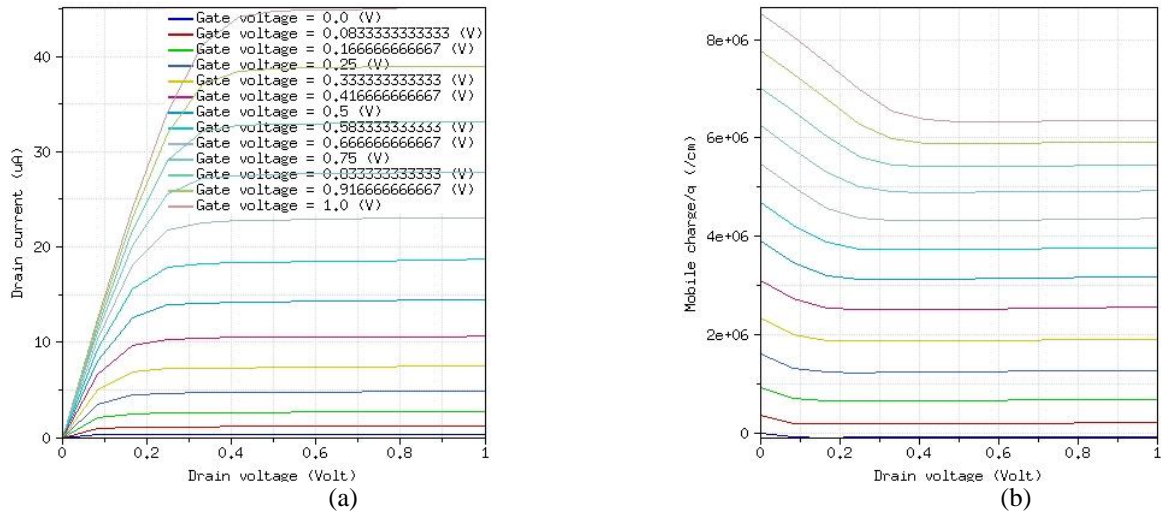 Gate voltage = 0.0 (V)
Gate voltage = 0.0833333333333 (V)
Gate voltage = 0.166666666667 (V)
Gate voltage = 0.25 (V)
Gate voltage = 0.333333333333 (V)
Gate voltage = 0.416666666667 (V)
Gate voltage = 0.5 (V)
Gate voltage = 0.583333333333 (V)
Gate voltage = 0.666666666667 (V)
Gate voltage = 0.75 (V)
Gate voltage = 0.833333333333 (V)
Gate voltage = 0.916666666667 (V)
Gate voltage = 1.0 (V)
Drain current (uA)
40
30
20
10
0
0 0.2 0.4 0.6 0.8 1
Drain voltage (Volt)
(a)
Mobile charge/q (/cm)
8e+06
6e+06
4e+06
2e+06
0
0 0.2 0.4 0.6 0.8 1
Drain voltage (Volt)
(b)